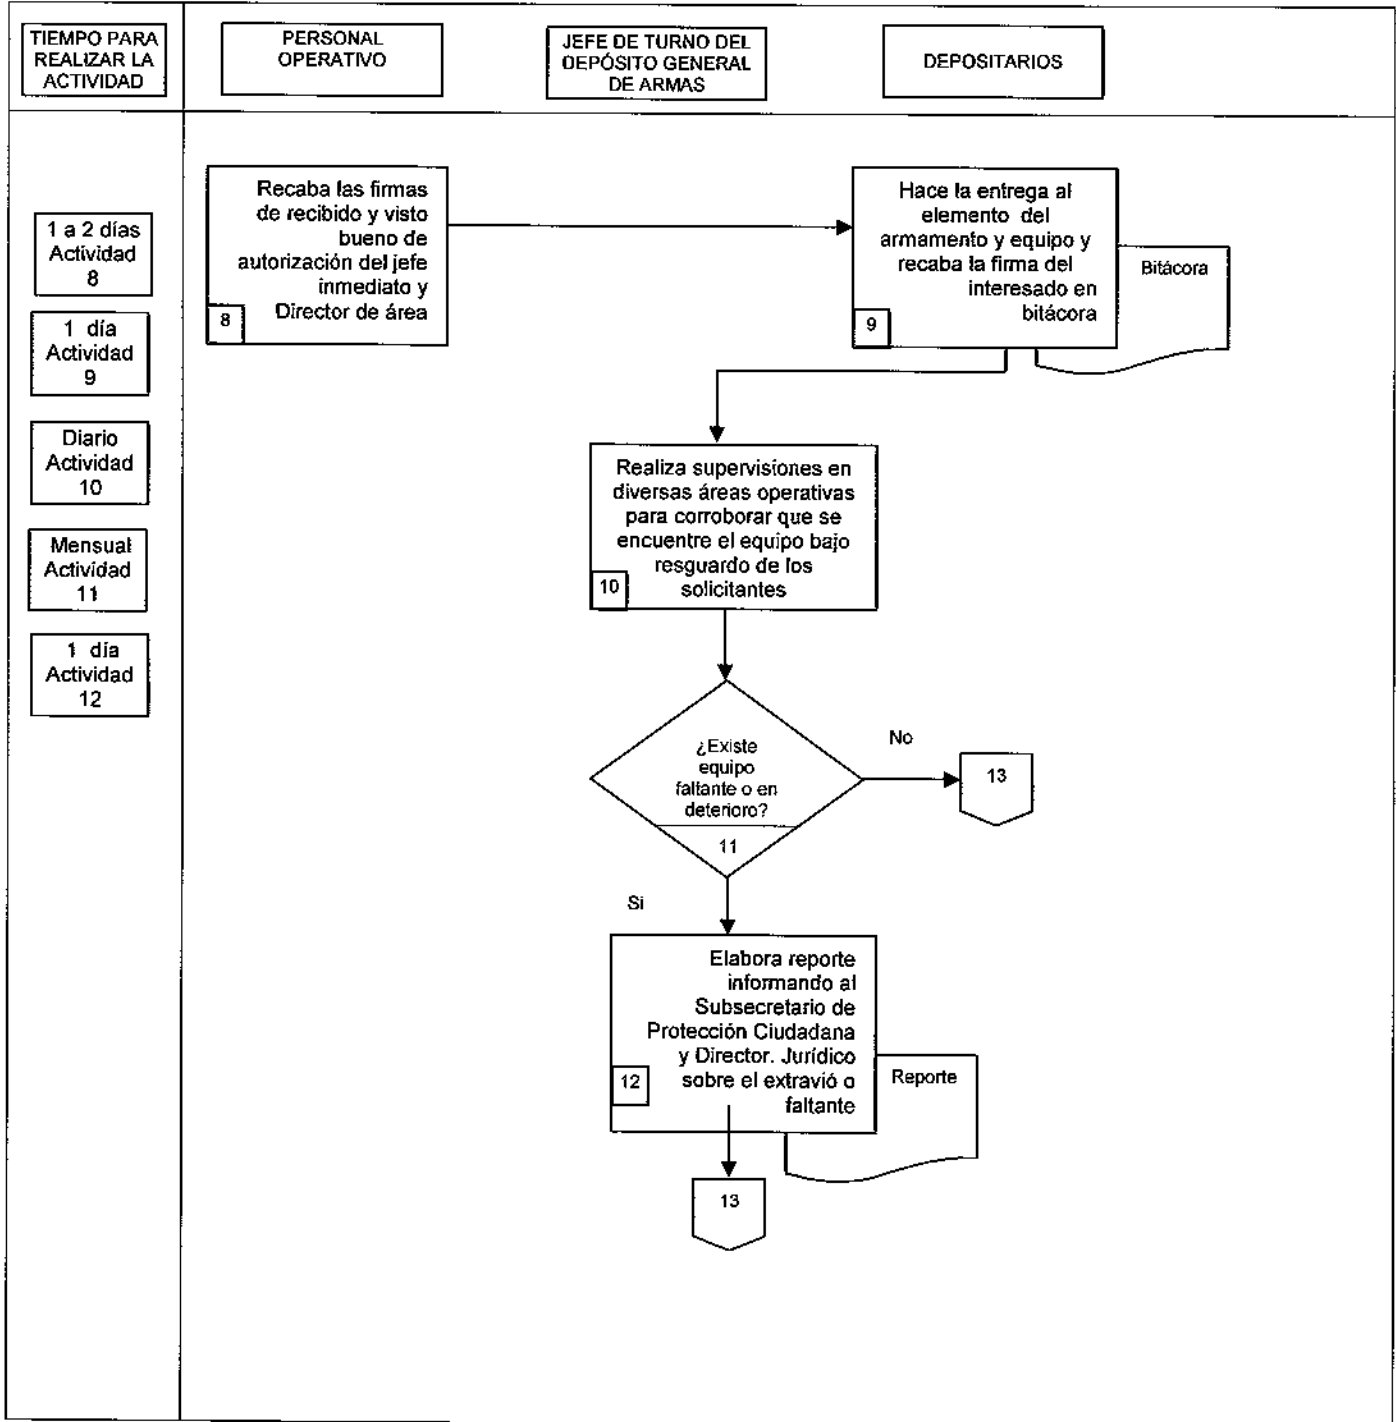 TIEMPO PARA
REALIZAR LA
ACTIVIDAD
PERSONAL
OPERATIVO
JEFE DE TURNO DEL
DEPÓSITO GENERAL
DE ARMAS
DEPOSITARIOS
1 a 2 días
Actividad
8
1 día
Actividad
9
Diario
Actividad
10
Mensual
Actividad
11
1 día
Actividad
12
Recaba las firmas
de recibido y visto
bueno de
autorización del jefe
inmediato y
Director de área
8
Hace la entrega al
elemento del
armamento y equipo y
recaba la firma del
interesado en
bitácora
9
Bitácora
Realiza supervisiones en
diversas áreas operativas
para corroborar que se
encuentre el equipo bajo
resguardo de los
solicitantes
10
¿Existe
equipo
faltante o en
deterioro?
11
No
13
Si
Elabora reporte
informando al
Subsecretario de
Protección Ciudadana
y Director. Jurídico
sobre el extravió o
faltante
12
Reporte
13